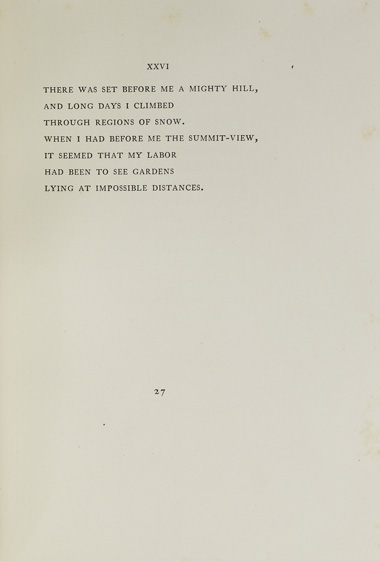 XXVI
THERE WAS SET BEFORE ME A MIGHTY HILL,
AND LONG DAYS I CLIMBED
THROUGH REGIONS OF SNOW.
WHEN I HAD BEFORE ME THE SUMMIT-VIEW,
IT SEEMED THAT MY LABOR
HAD BEEN TO SEE GARDENS
LYING AT IMPOSSIBLE DISTANCES.
27